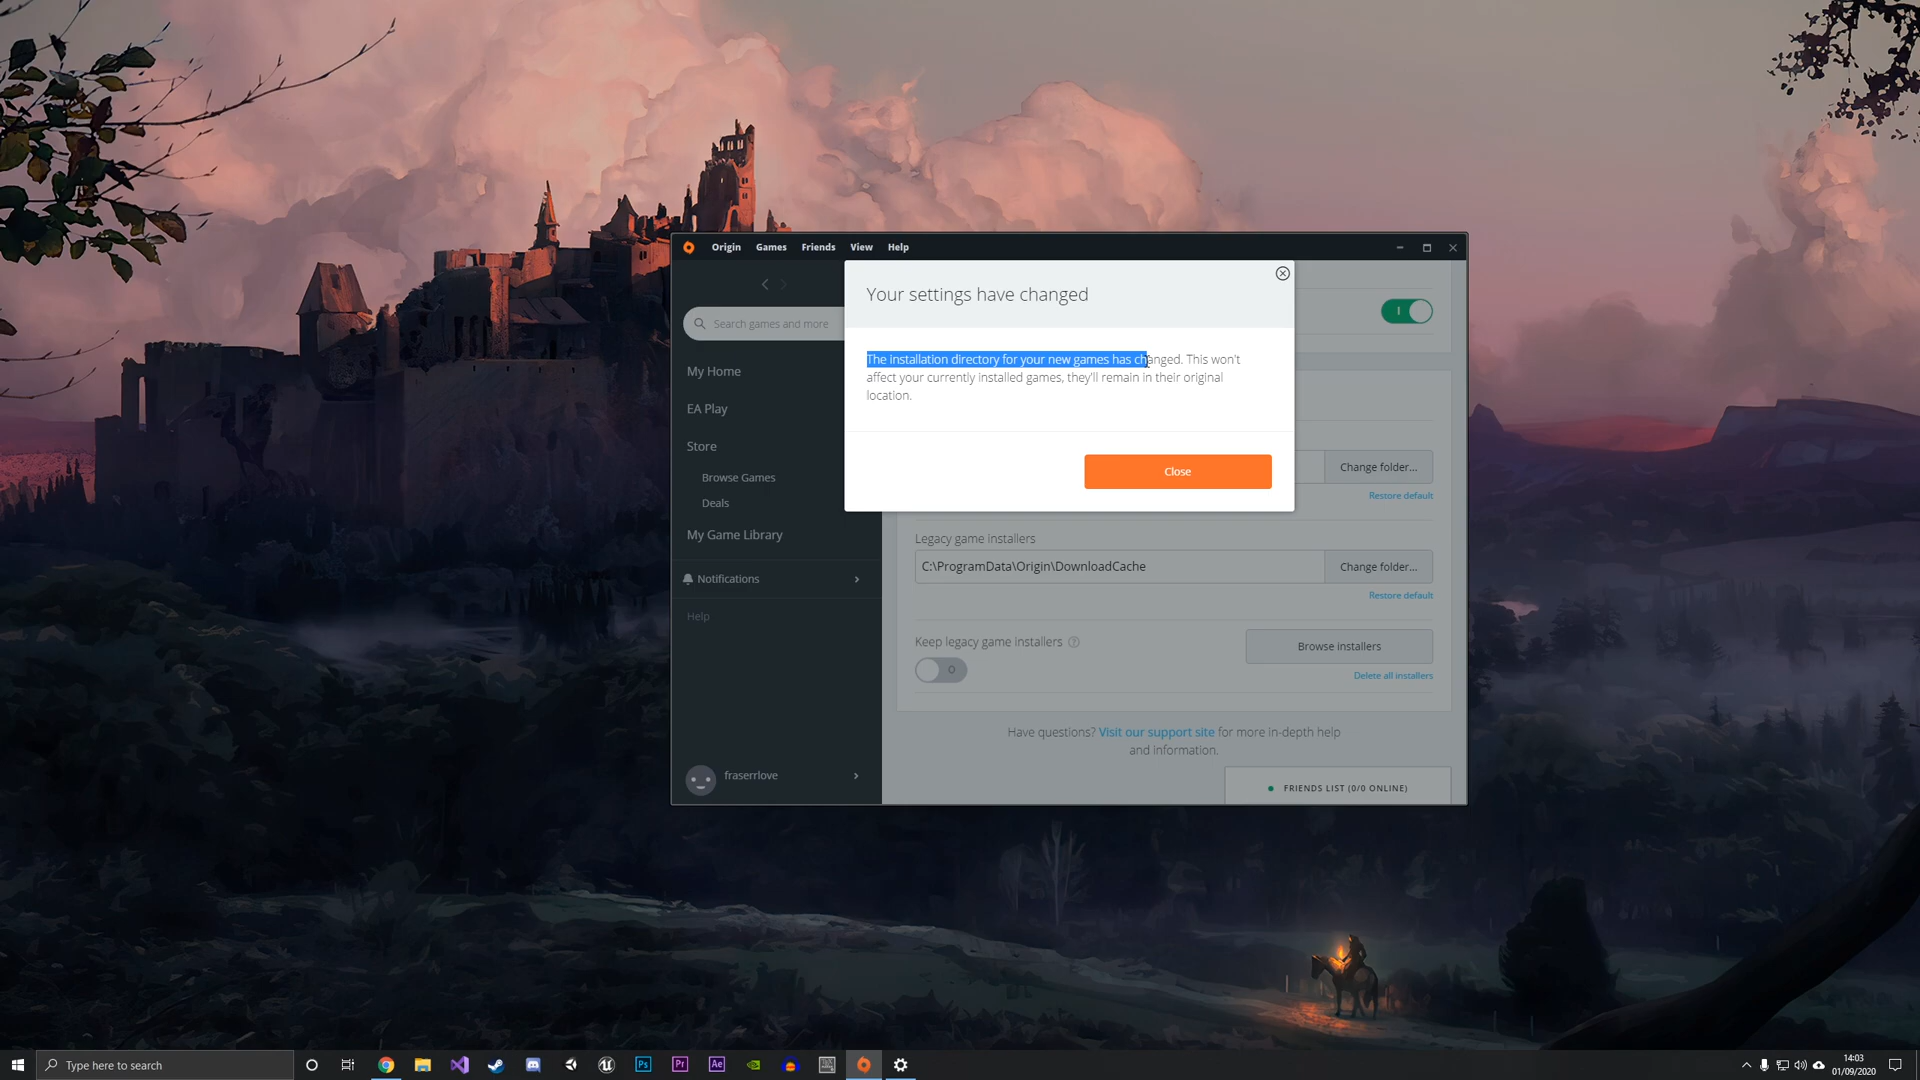 Origin Games Friends View Help
Your settings have changed
Search games and more
The installation directory for your new games has changed. This won't
affect your currently installed games, they'll remain in their original
location.
Close
My Home
EA Play
Store
Browse Games
Deals
My Game Library
Notifications
Help
fraserrlove
Change folder...
Restore default
Legacy game installers
C:\ProgramData\Origin\DownloadCache
Change folder...
Restore default
Keep legacy game installers
Browse installers
Delete all installers
Have questions? Visit our support site for more in-depth help
and information.
FRIENDS LIST (0/0 ONLINE)
Type here to search
Ps
Pr
Ae
14:03
01/09/2020